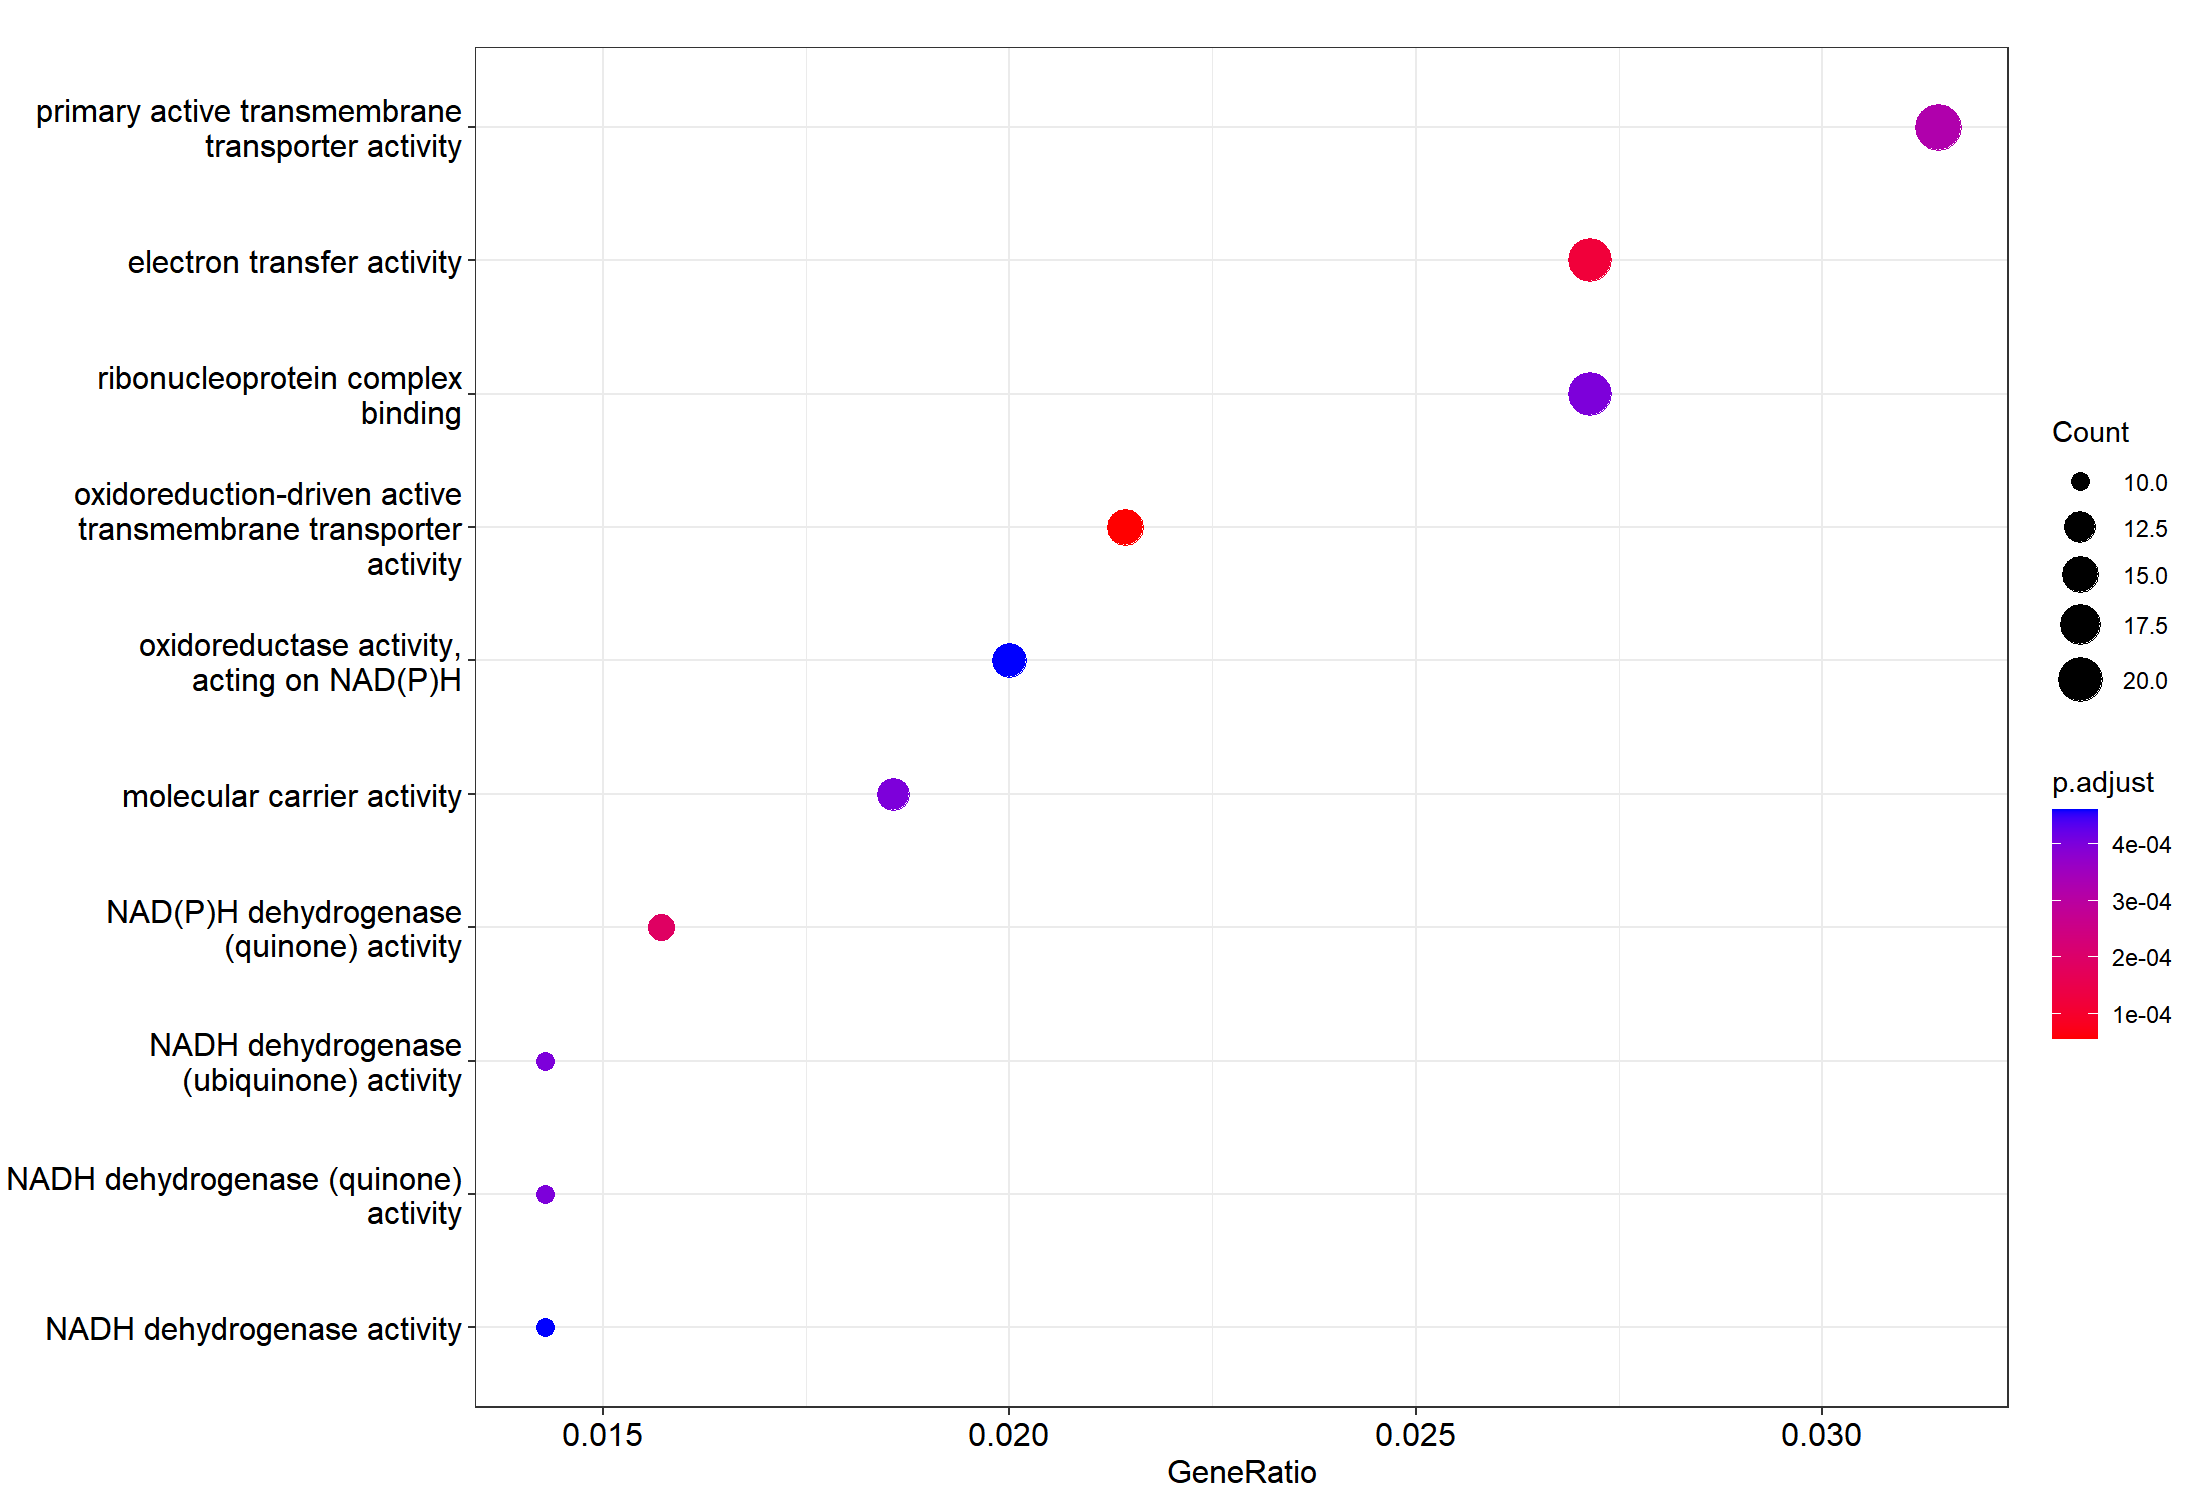 primary active transmembrane
transporter activity
electron transfer activity
ribonucleoprotein complex
binding
oxidoreduction-driven active
transmembrane transporter
activity
oxidoreductase activity,
acting on NAD(P)H
molecular carrier activity
NAD(P)H dehydrogenase
(quinone) activity
NADH dehydrogenase
(ubiquinone) activity
NADH dehydrogenase (quinone)
activity
NADH dehydrogenase activity
0.015
0.020
0.025
0.030
GeneRatio
Count
10.0
12.5
15.0
17.5
20.0
p.adjust
4e-04
3e-04
2e-04
1e-04